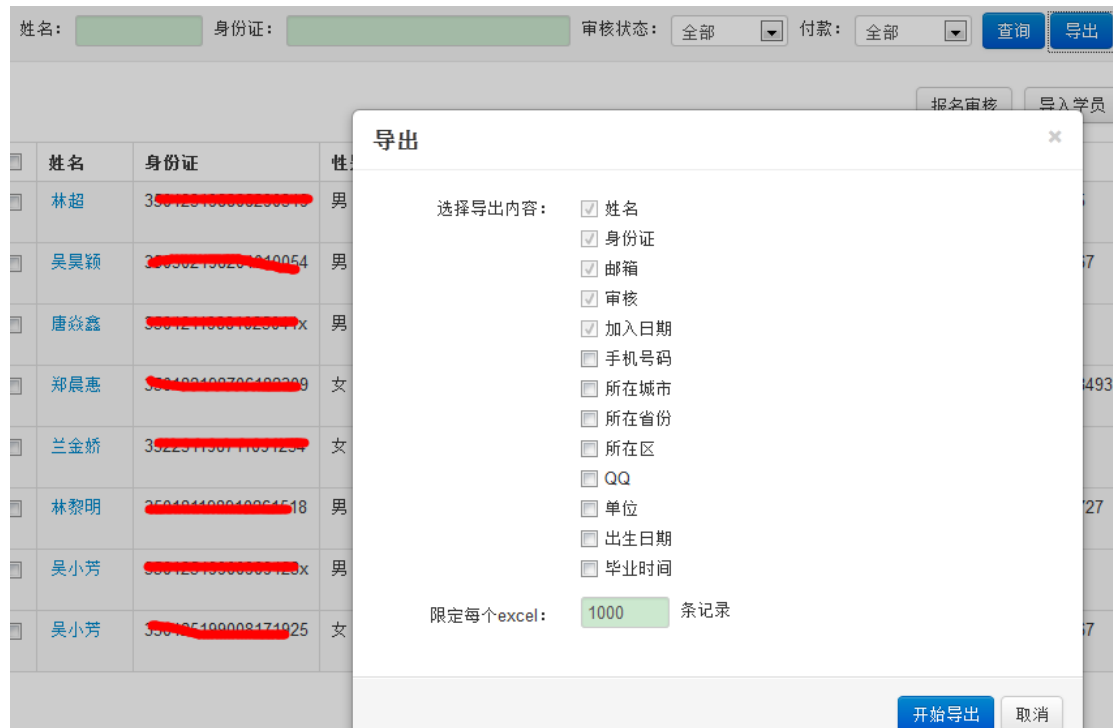 姓名： 身份证： 审核状态： 全部 付款： 全部 查询 导出
报名审核 导入学员
导出 ×
姓名 身份证
选择导出内容：
姓名
身份证
邮箱
审核
加入日期
手机号码
所在城市
所在省份
所在区
QQ
单位
出生日期
毕业时间
限定每个excel： 1000 条记录
开始导出 取消
林超 男
吴昊颖 男
唐焱鑫 男
郑晨惠 女
兰金娇 女
林黎明 男
吴小芳 男
吴小芳 女